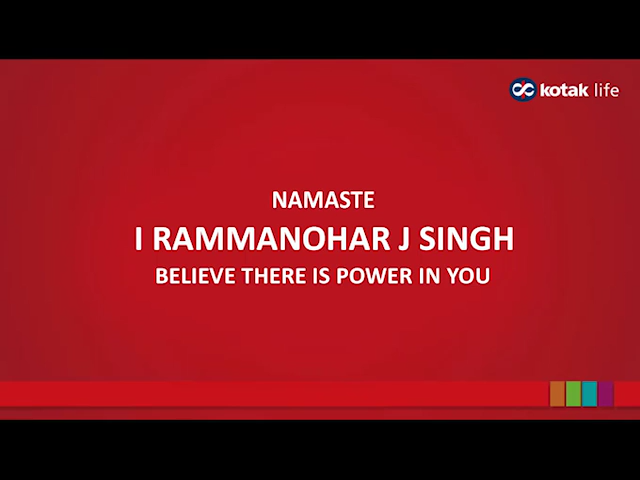 kotak life
NAMASTE
I RAMMANOHAR J SINGH
BELIEVE THERE IS POWER IN YOU